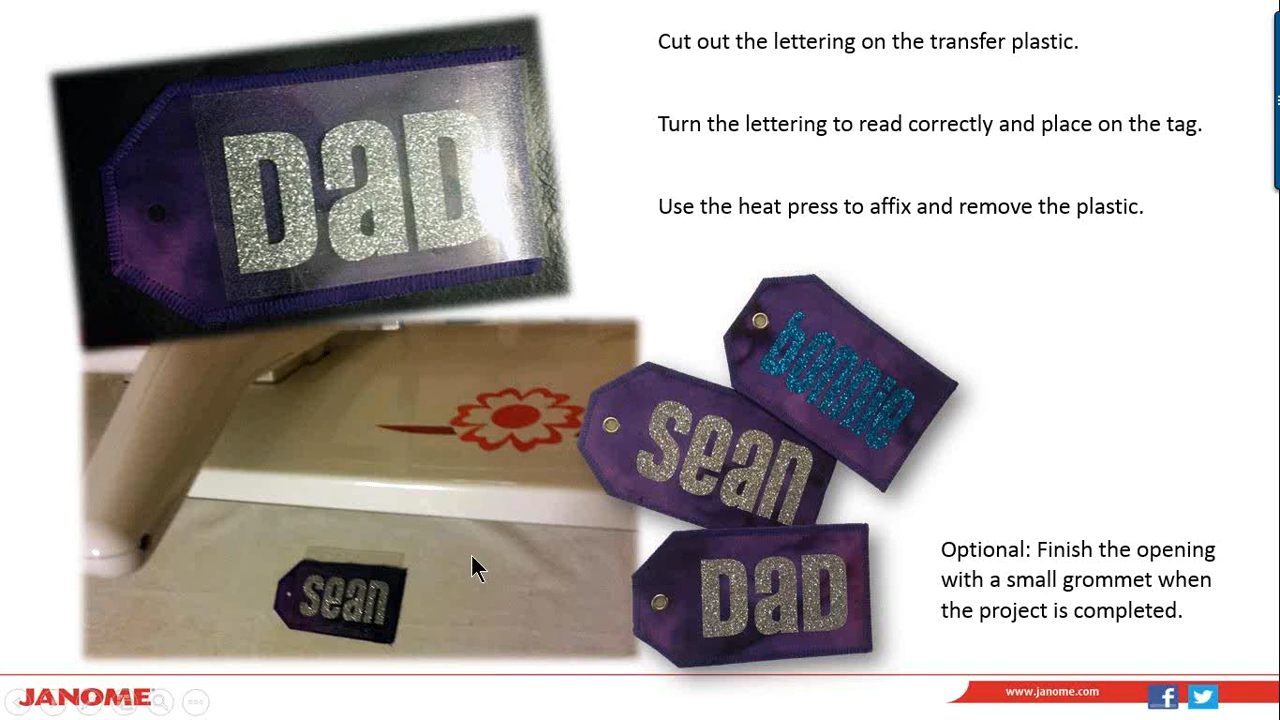 Cut out the lettering on the transfer plastic.
Turn the lettering to read correctly and place on the tag.
Use the heat press to affix and remove the plastic.
DaD
sean
bonnie
sean
DaD
Optional: Finish the opening
with a small grommet when
the project is completed.
JANOME
www.janome.com
f